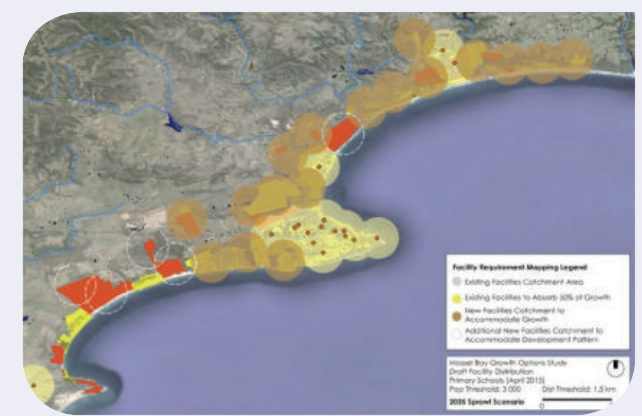 Facility Requirement Mapping Legend
Existing Facilities Catchment Area
Existing Facilities to Absorb 50% of Growth
New Facilities Catchment to
Accommodate Growth
Additional New Facilities Catchment to
Accommodate Development Pattern
Mossel Bay Growth Options Study
Draft Facility Distribution
Primary Schools (April 2015)
Pop Threshold: 3 000 Dist Threshold: 1,5 km
2035 Sprawl Scenario
0